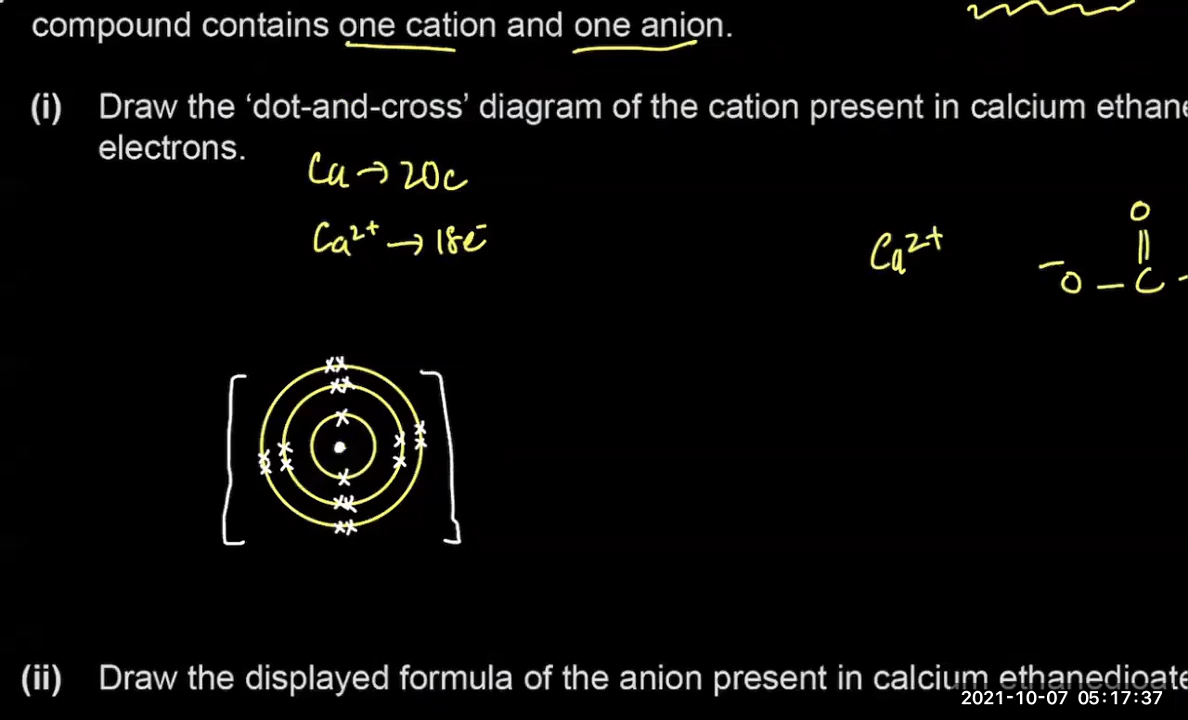 compound contains one cation and one anion.
(i) Draw the ‘dot-and-cross’ diagram of the cation present in calcium ethane
electrons.
Ca → 20e
Ca²⁺ → 18e⁻
Ca²⁺
O
||
⁻O – C –
(ii) Draw the displayed formula of the anion present in calcium ethanedioate
2021-10-07 05:17:37